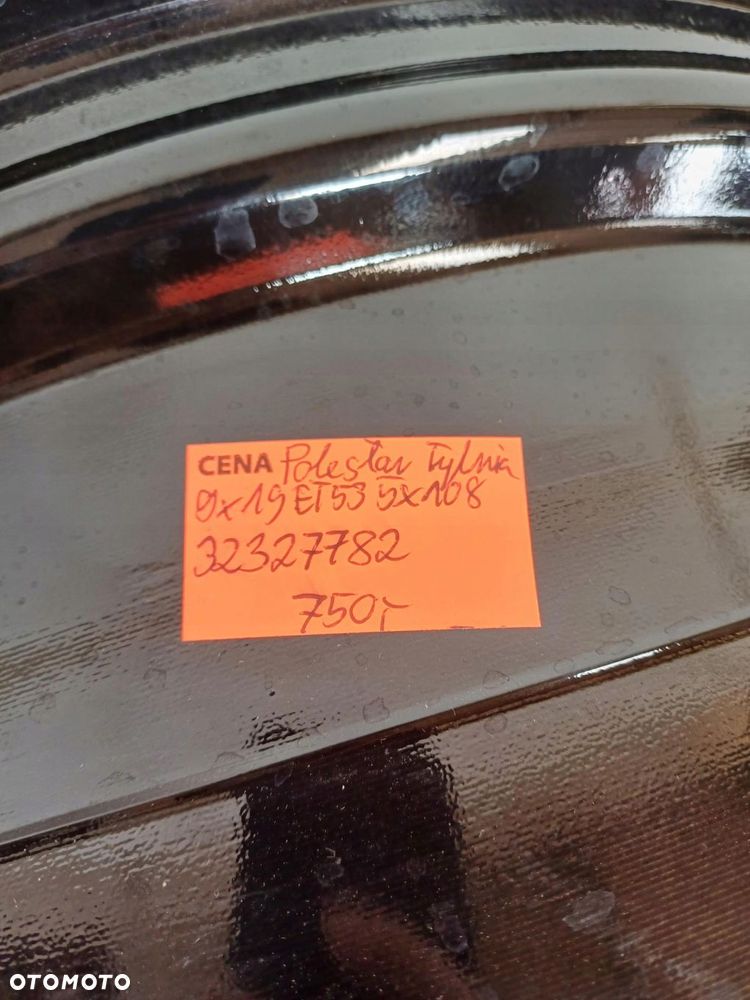 CENA Polestar Tylnia
9x19 ET53 5x108
32327782
750,-
OTOMOTO